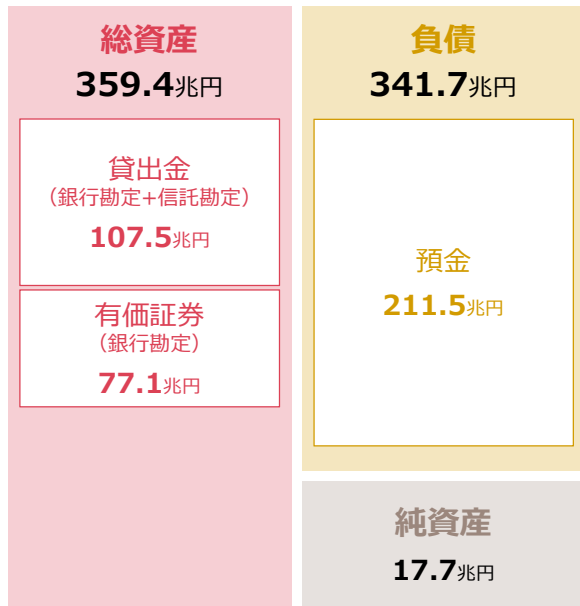 総資産
359.4兆円
貸出金
（銀行勘定+信託勘定）
107.5兆円
有価証券
（銀行勘定）
77.1兆円
負債
341.7兆円
預金
211.5兆円
純資産
17.7兆円